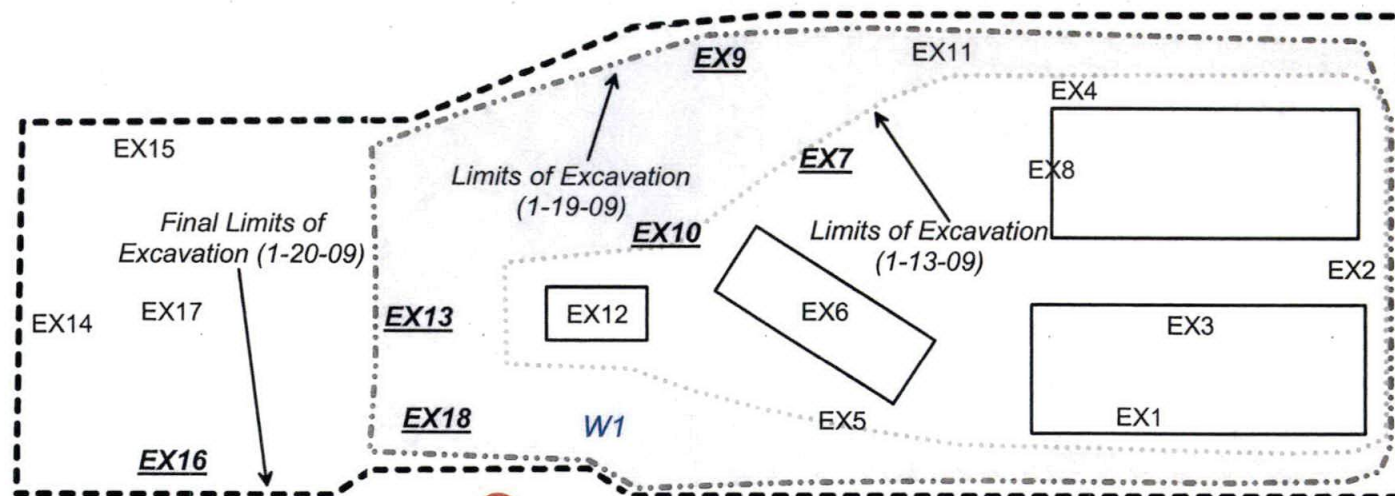 EX9
EX11
EX4
EX15
EX7
EX8
Limits of Excavation
(1-19-09)
Final Limits of
Excavation (1-20-09)
EX10
Limits of Excavation
(1-13-09)
EX2
EX14
EX17
EX13
EX12
EX6
EX3
EX18
W1
EX5
EX1
EX16